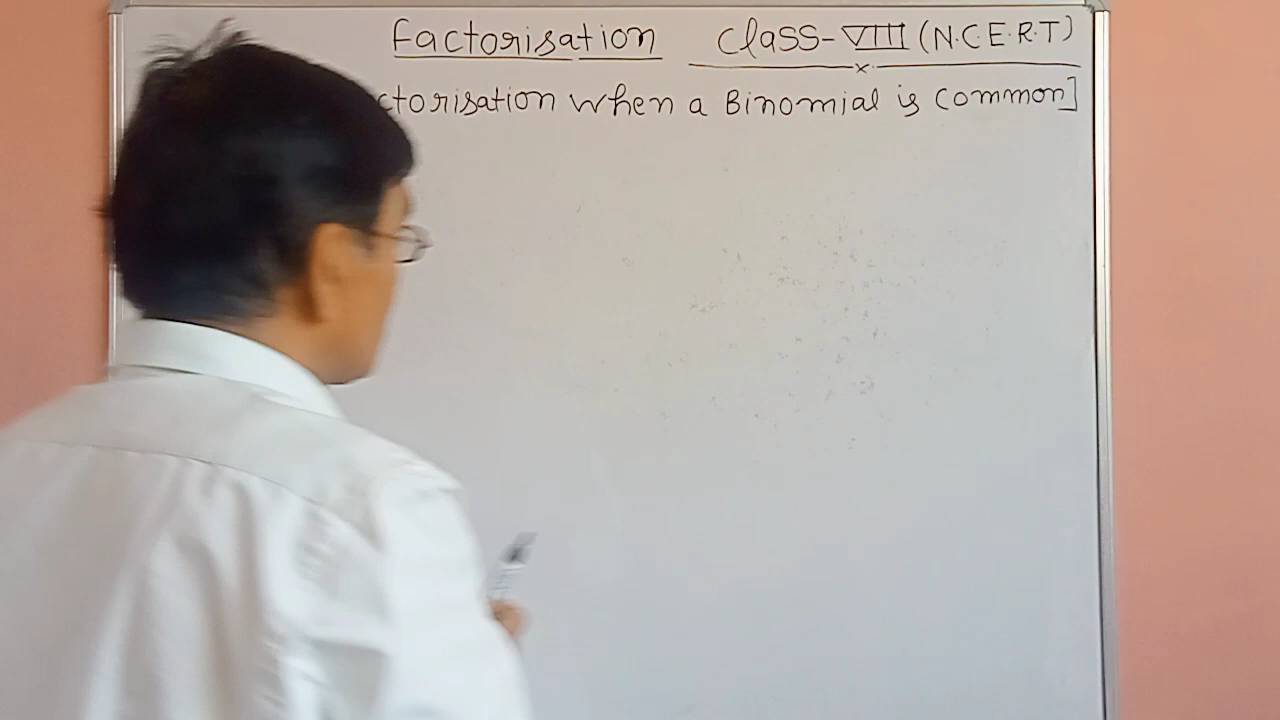 Factorisation Class-VIII (N.C.E.R.T)
ctorisation when a Binomial is common]